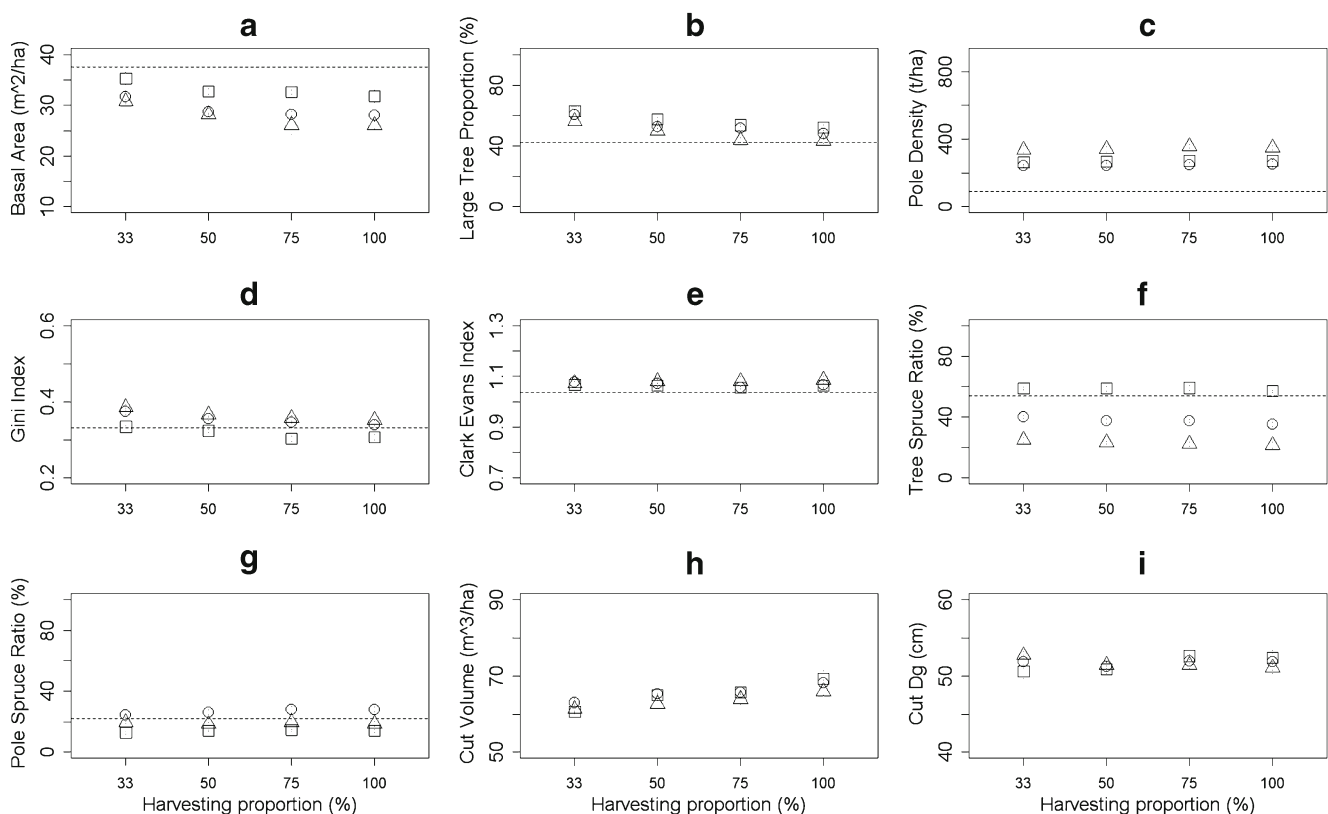 a
b
c
Basal Area (m^2/ha)
10 20 30 40
33 50 75 100
Large Tree Proportion (%)
0 40 80
33 50 75 100
Pole Density (t/ha)
0 400 800
33 50 75 100
d
e
f
Gini Index
0.2 0.4 0.6
33 50 75 100
Clark Evans Index
0.7 0.9 1.1 1.3
33 50 75 100
Tree Spruce Ratio (%)
0 40 80
33 50 75 100
g
h
i
Pole Spruce Ratio (%)
0 40 80
33 50 75 100
Harvesting proportion (%)
Cut Volume (m^3/ha)
50 70 90
33 50 75 100
Harvesting proportion (%)
Cut Dg (cm)
40 50 60
33 50 75 100
Harvesting proportion (%)